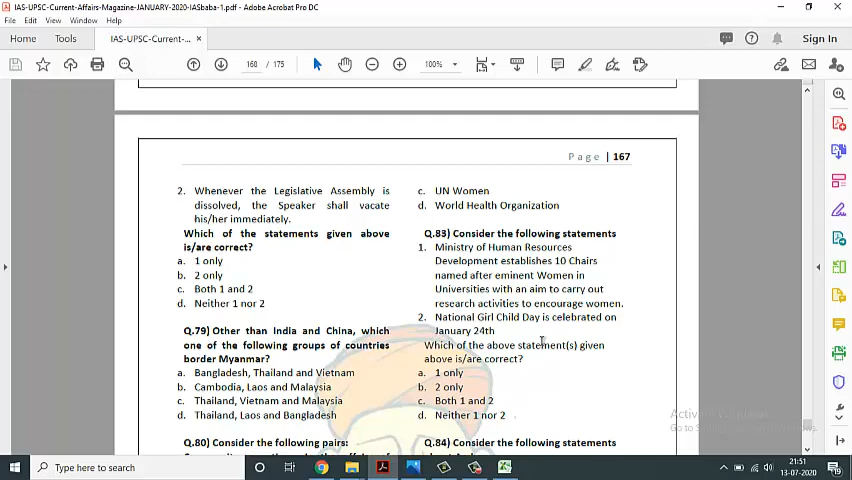 IAS-UPSC-Current-Affairs-Magazine-JANUARY-2020-IASbaba-1.pdf - Adobe Acrobat Pro DC
File Edit View Window Help
Home Tools IAS-UPSC-Current-... × Sign In
168 / 175 100%
Page | 167
2. Whenever the Legislative Assembly is
dissolved, the Speaker shall vacate
his/her immediately.
Which of the statements given above
is/are correct?
a. 1 only
b. 2 only
c. Both 1 and 2
d. Neither 1 nor 2
Q.79) Other than India and China, which
one of the following groups of countries
border Myanmar?
a. Bangladesh, Thailand and Vietnam
b. Cambodia, Laos and Malaysia
c. Thailand, Vietnam and Malaysia
d. Thailand, Laos and Bangladesh
Q.80) Consider the following pairs:
c. UN Women
d. World Health Organization
Q.83) Consider the following statements
1. Ministry of Human Resources
Development establishes 10 Chairs
named after eminent Women in
Universities with an aim to carry out
research activities to encourage women.
2. National Girl Child Day is celebrated on
January 24th
Which of the above statement(s) given
above is/are correct?
a. 1 only
b. 2 only
c. Both 1 and 2
d. Neither 1 nor 2
Q.84) Consider the following statements
Type here to search
21:51
13-07-2020
19